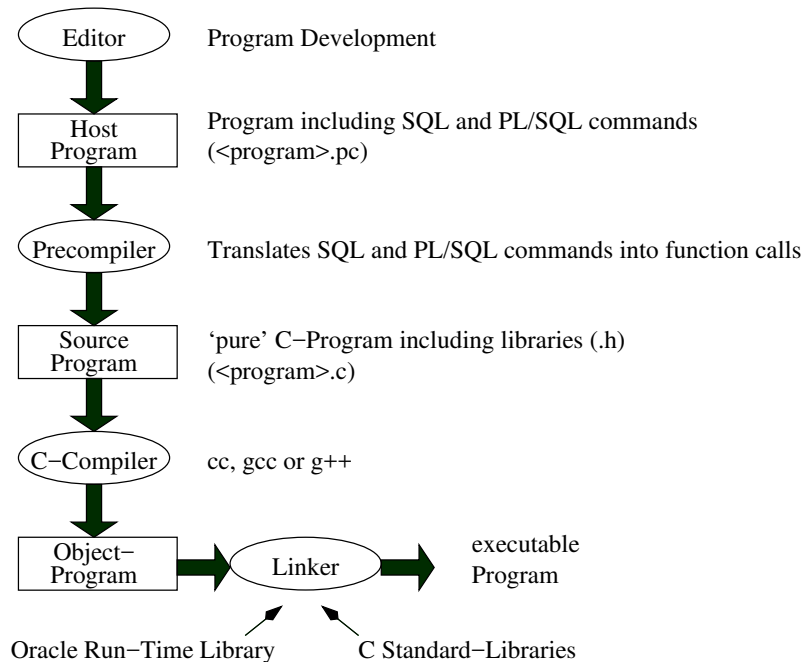 Editor
Program Development
Host
Program
Program including SQL and PL/SQL commands
(<program>.pc)
Precompiler
Translates SQL and PL/SQL commands into function calls
Source
Program
‘pure’ C−Program including libraries (.h)
(<program>.c)
C−Compiler
cc, gcc or g++
Object−
Program
Linker
executable
Program
Oracle Run−Time Library
C Standard−Libraries